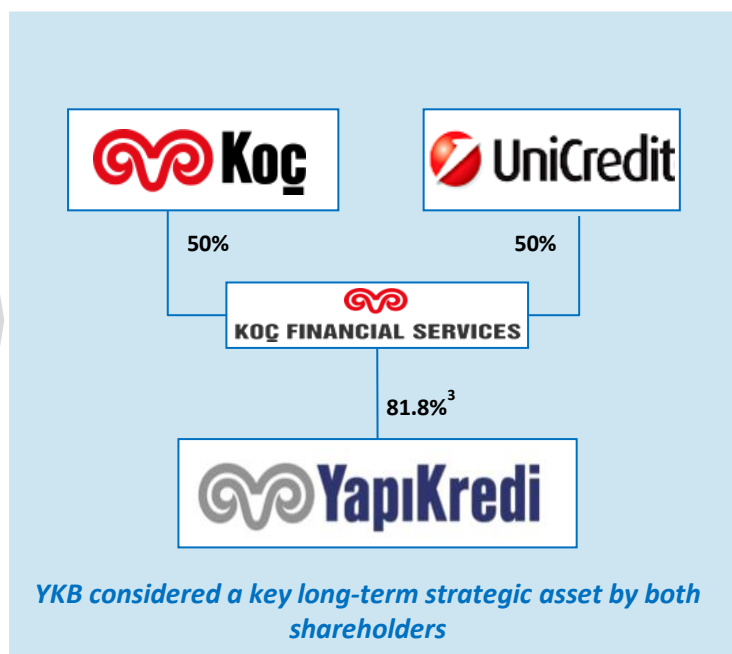 Koç
UniCredit
50%
50%
KOÇ FINANCIAL SERVICES
81.8%³
YapıKredi
YKB considered a key long-term strategic asset by both
shareholders